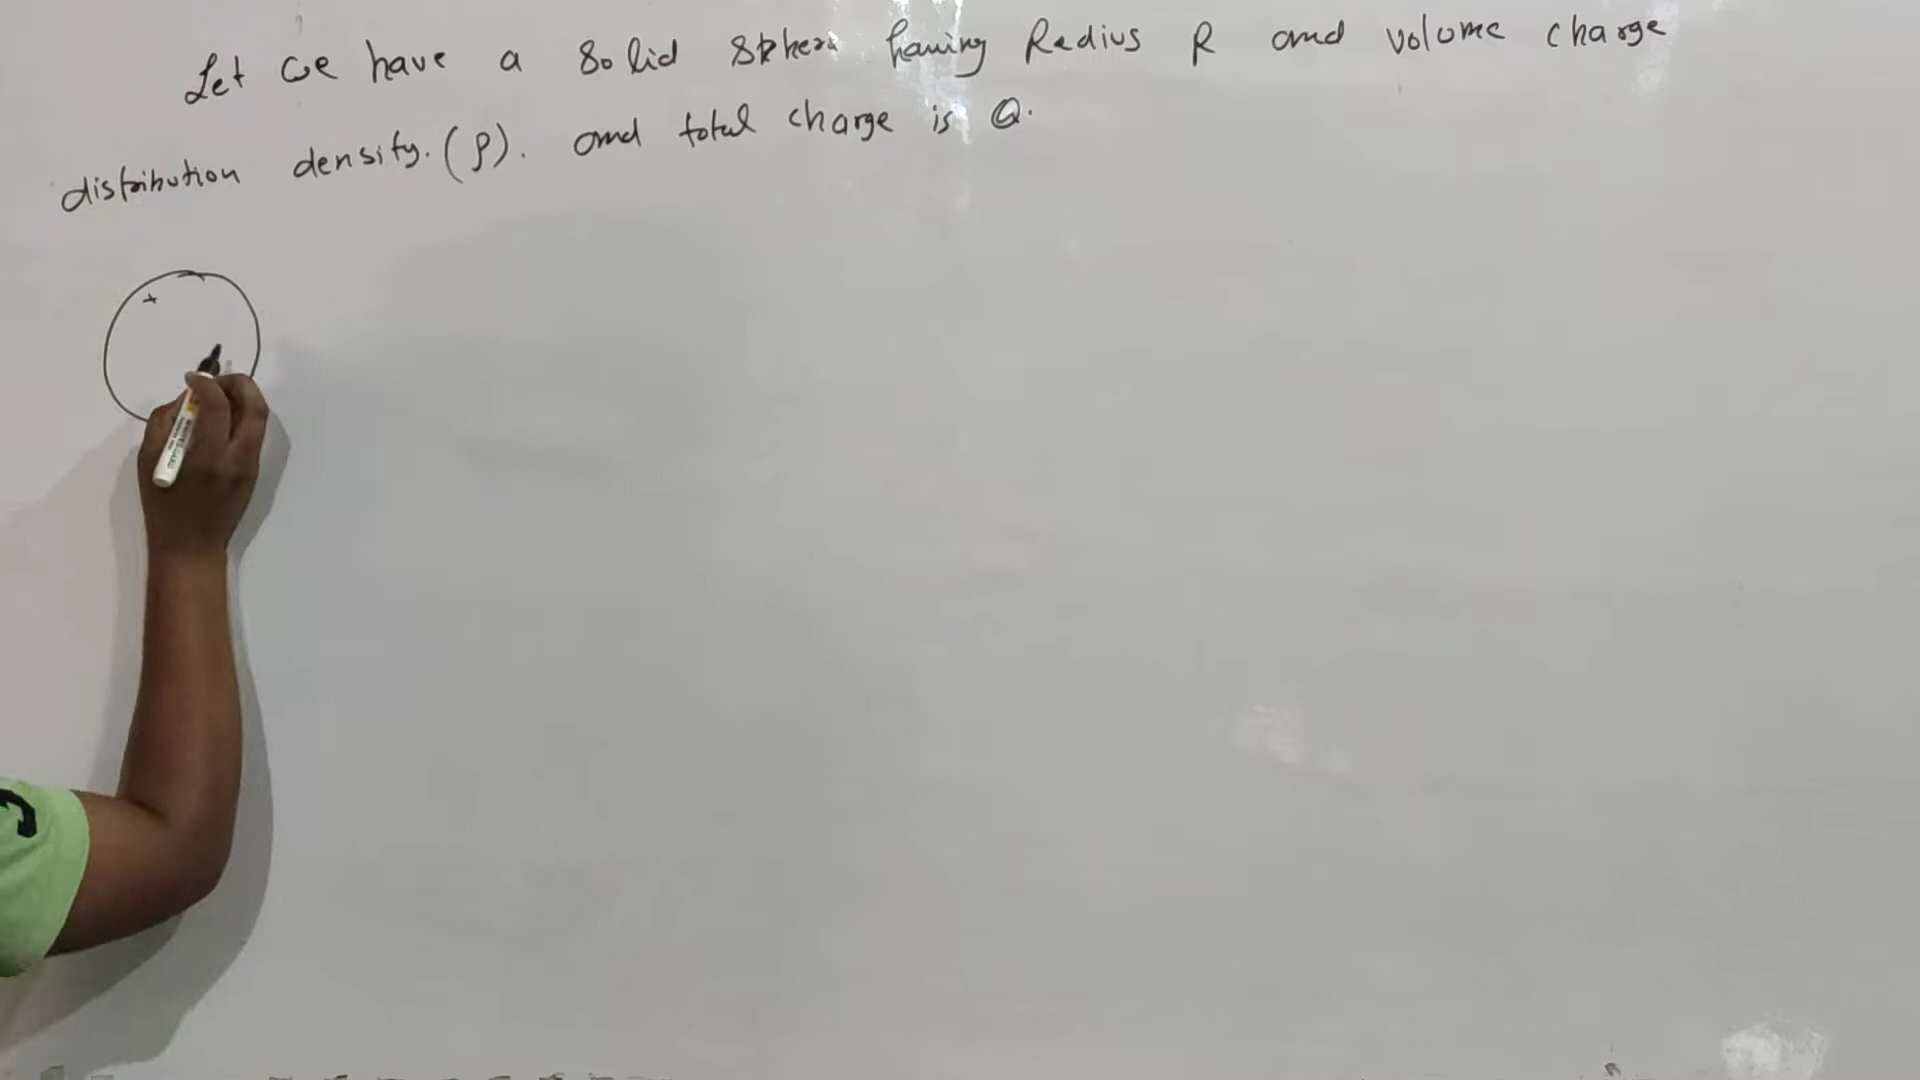 Let we have a Solid Sphere having Radius R and volume charge
distribution density. (ρ). and total charge is Q.
+